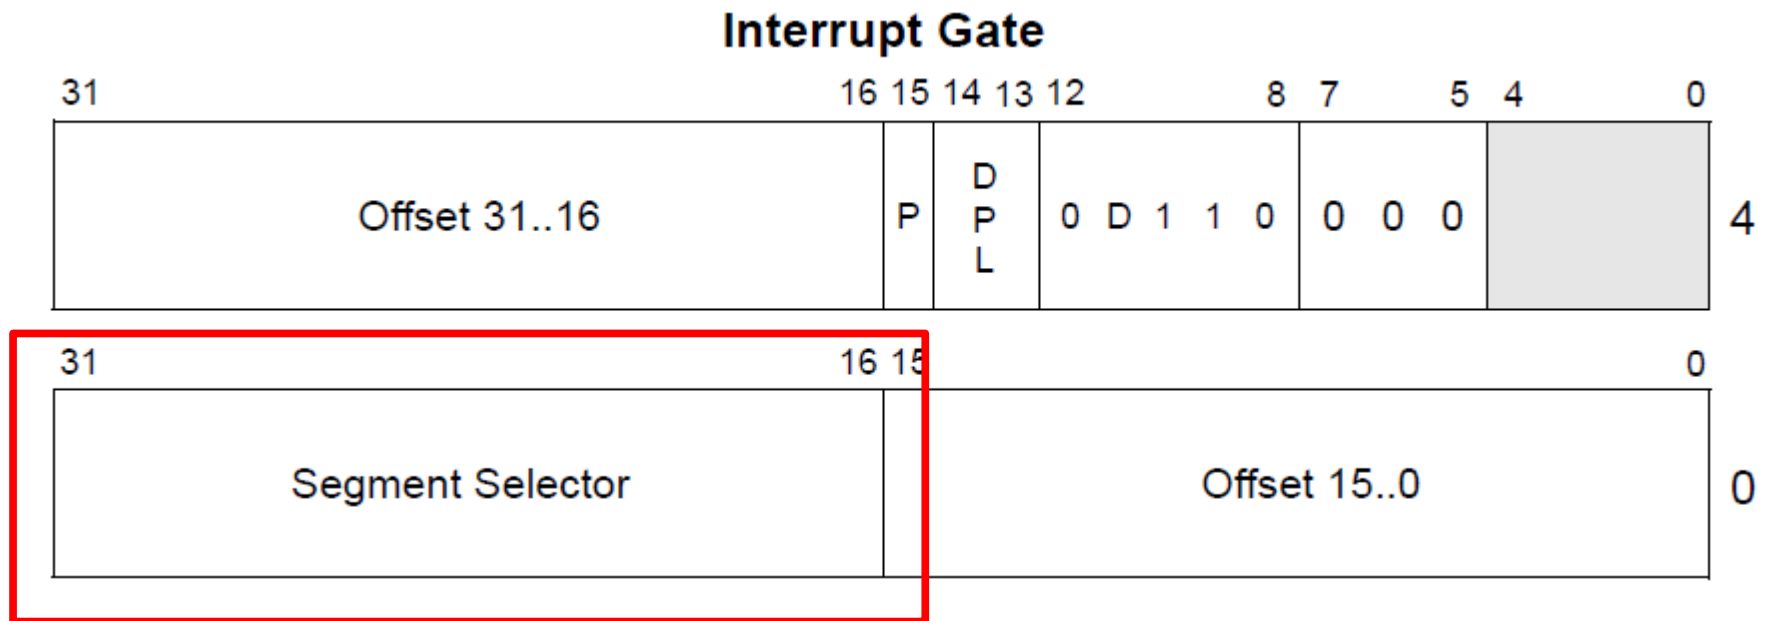 Interrupt Gate
31 16 15 14 13 12 8 7 5 4 0
Offset 31..16 P D P L 0 D 1 1 0 0 0 0 4
31 16 15 0
Segment Selector Offset 15..0 0